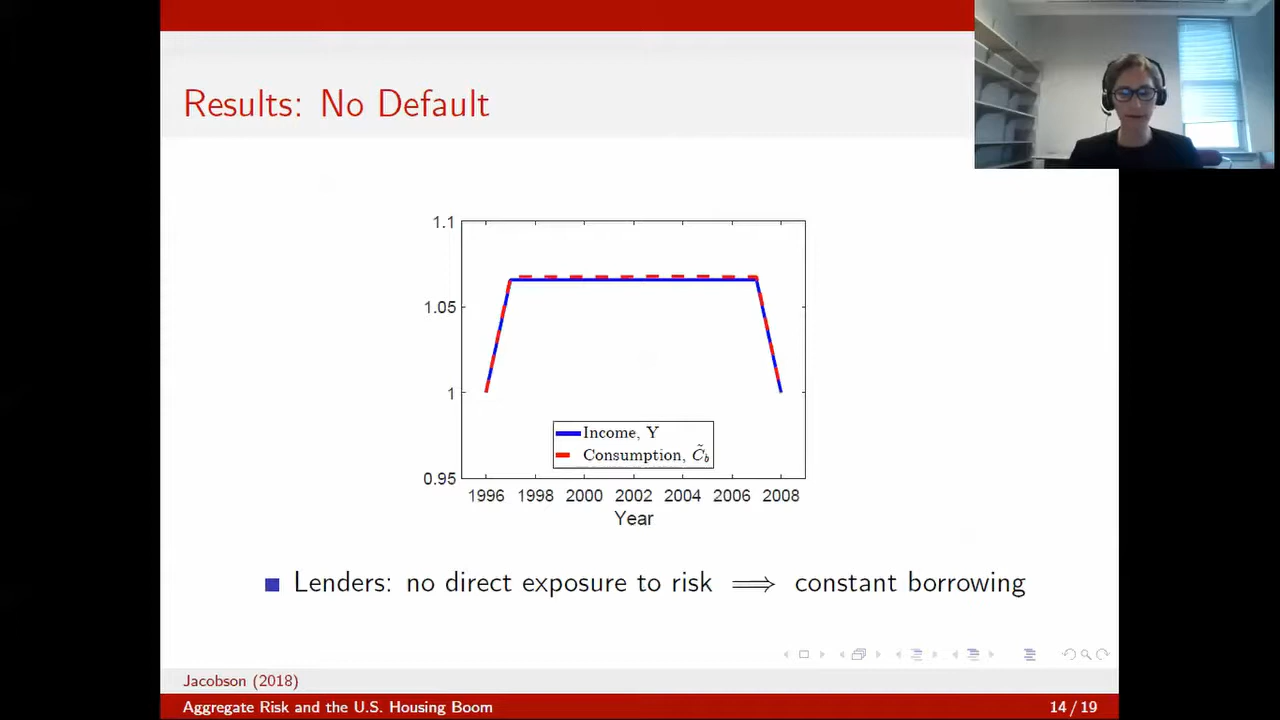 Results: No Default
1.1
1.05
1
0.95
Income, Y
Consumption, C̃_b
1996 1998 2000 2002 2004 2006 2008
Year
Lenders: no direct exposure to risk ⟹ constant borrowing
Jacobson (2018)
Aggregate Risk and the U.S. Housing Boom 14 / 19